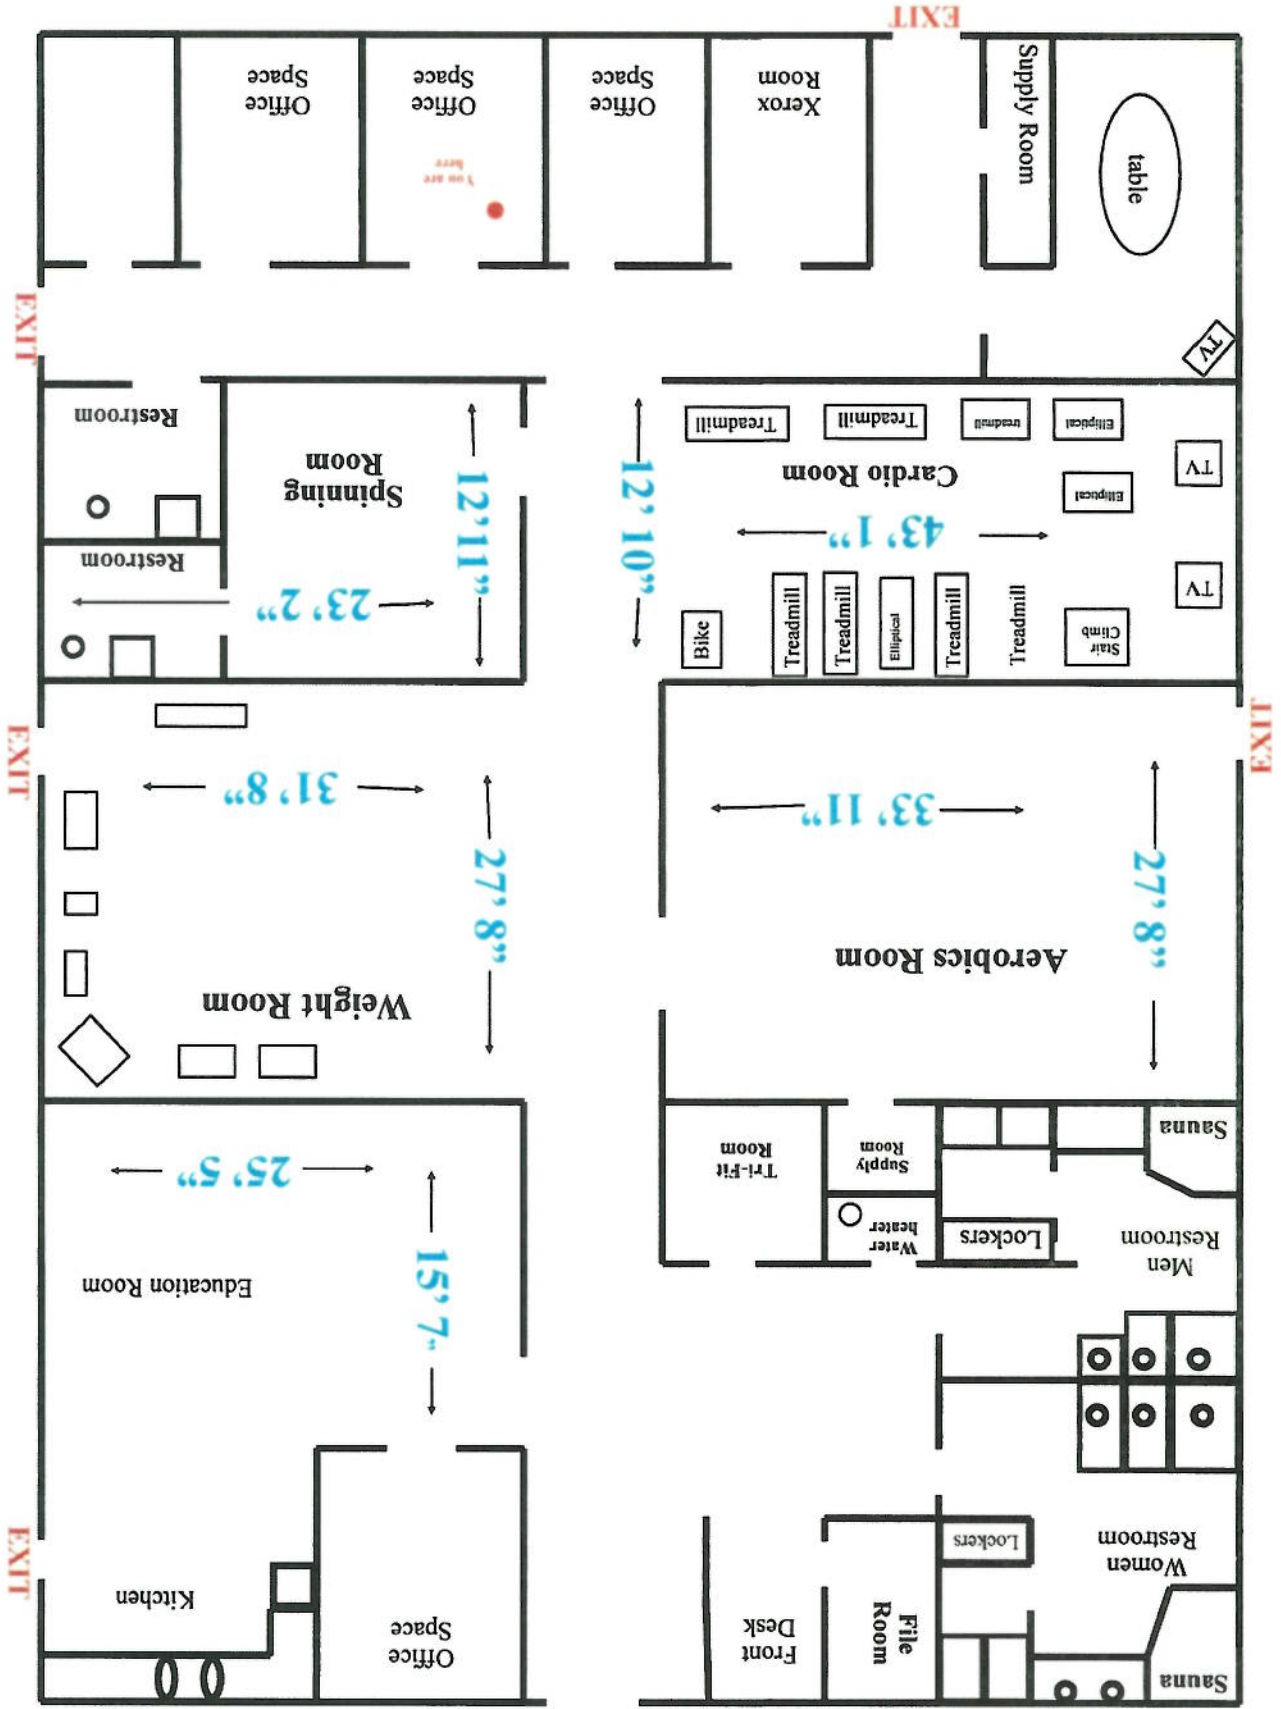 Sauna
Front
Desk
File
Room
Office
Space
Kitchen
EXIT
Women
Restroom
Lockers
Men
Restroom
Lockers
Water
heater
Supply
Room
Tri-Fit
Room
Sauna
Education Room
15’ 7”
25’ 5”
Aerobics Room
27’ 8”
33’ 11”
EXIT
Weight Room
27’ 8”
31’ 8”
EXIT
Stair
Climb
Treadmill
Treadmill
Elliptical
Treadmill
Treadmill
Bike
TV
43’ 1”
12’ 10”
Elliptical
Cardio Room
TV
Elliptical
treadmill
Treadmill
Treadmill
23’ 2”
12’11”
Spinning
Room
Restroom
Restroom
TV
EXIT
table
Supply Room
Xerox
Room
Office
Space
You are
here
Office
Space
Office
Space
EXIT